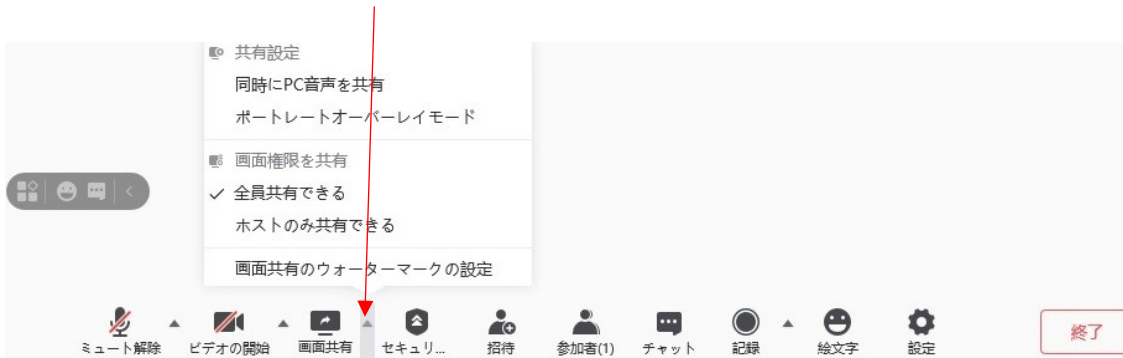 共有設定
同時にPC音声を共有
ポートレートオーバーレイモード
画面権限を共有
全員共有できる
ホストのみ共有できる
画面共有のウォーターマークの設定
ミュート解除 ビデオの開始 画面共有 セキュリ... 招待 参加者(1) チャット 記録 絵文字 設定 終了